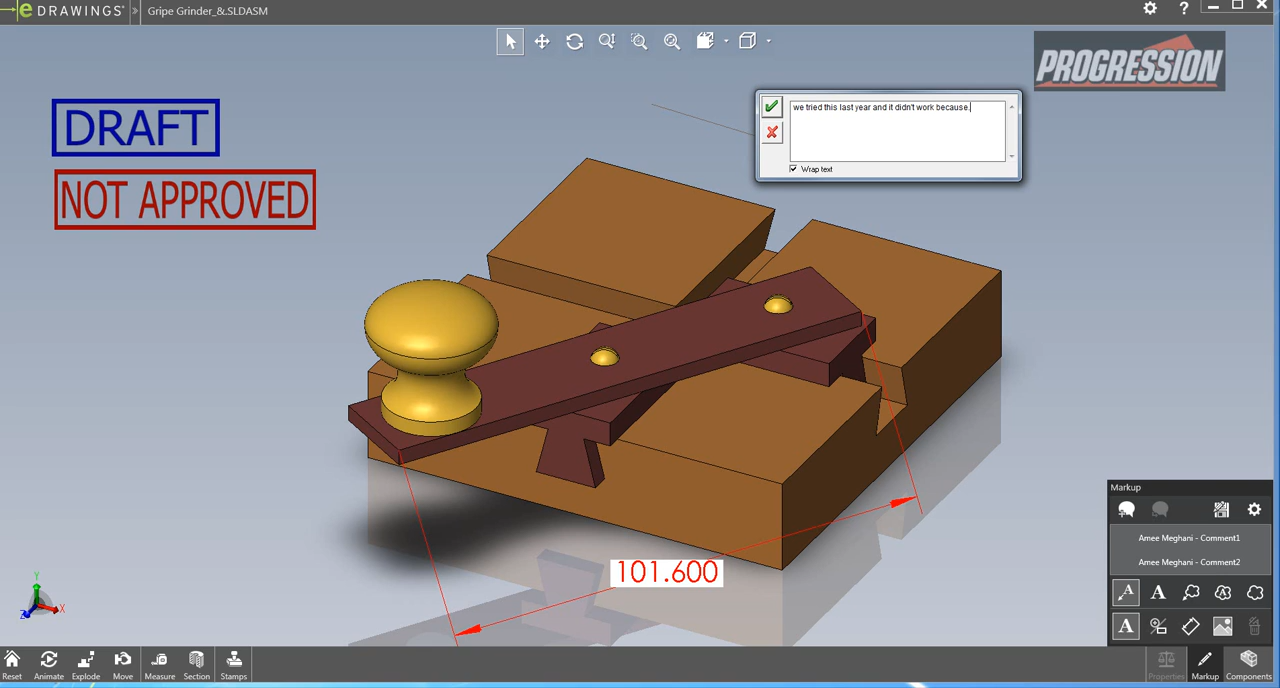 eDRAWINGS® » Gripe Grinder_&.SLDASM
?
PROGRESSION
DRAFT
NOT APPROVED
we tried this last year and it didn't work because.
Wrap text
101.600
Markup
Amee Meghani - Comment1
Amee Meghani - Comment2
A A A
A
Y
X
Z
Reset Animate Explode Move Measure Section Stamps Properties Markup Components